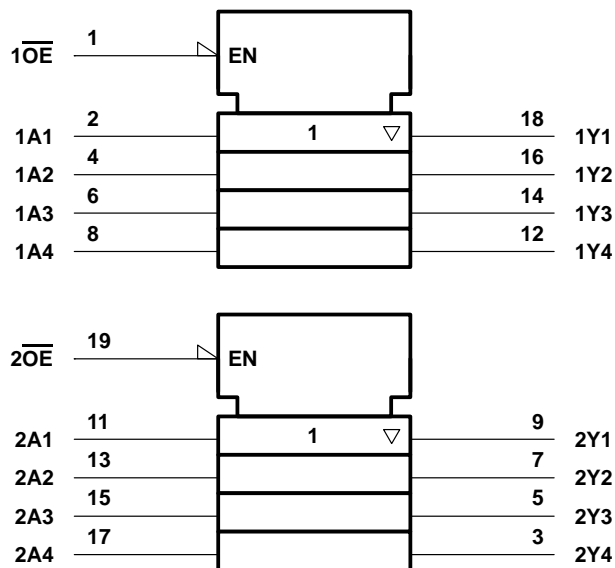 1O̅E̅ 1 EN
1A1 2 1 ▽ 18 1Y1
1A2 4 16 1Y2
1A3 6 14 1Y3
1A4 8 12 1Y4
2O̅E̅ 19 EN
2A1 11 1 ▽ 9 2Y1
2A2 13 7 2Y2
2A3 15 5 2Y3
2A4 17 3 2Y4